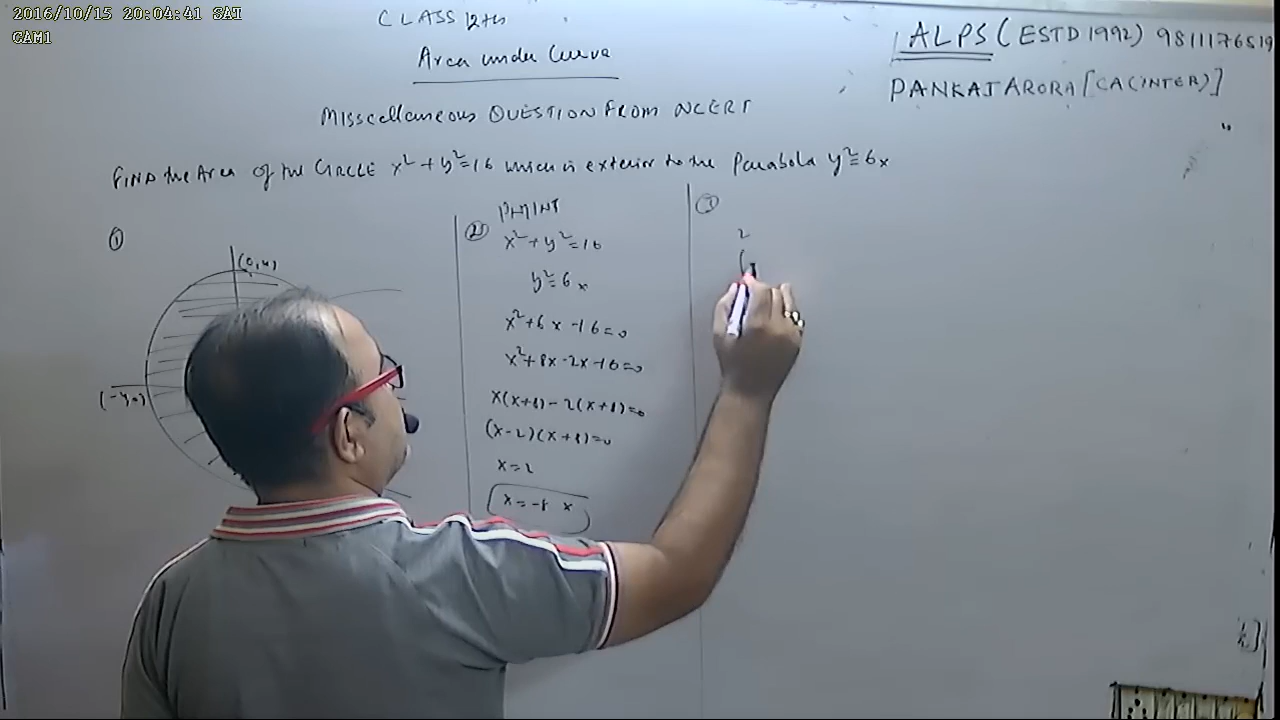 2016/10/15 20:04:41 SAT
CAM1
CLASS 12th
Area under Curve
ALPS (ESTD 1992) 9811176519
PANKAJ ARORA [CA(INTER)]
MISScellaneous QUESTION FROM NCERT
FIND the Area of the CIRCLE x²+y²=16 which is exterior to the Parabola y²=6x
①
(0,4)
(-4,0)
②
x²+y²=16
y²=6x
x²+6x-16=0
x²+8x-2x-16=0
x(x+8)-2(x+8)=0
(x-2)(x+8)=0
x=2
x=-8 x
③
2